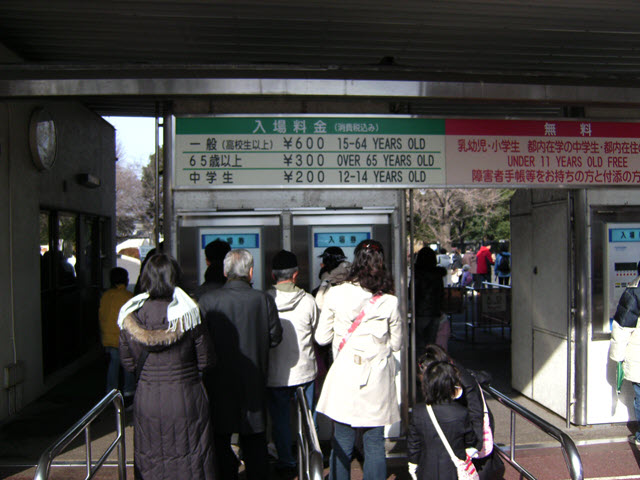 入場料金 (消費税込み)
一般 (高校生以上) ¥600 15-64 YEARS OLD
65歳以上 ¥300 OVER 65 YEARS OLD
中学生 ¥200 12-14 YEARS OLD
無料
乳幼児・小学生 都内在学の中学生・都内在住
UNDER 11 YEARS OLD FREE
障害者手帳等をお持ちの方と付添の方
入場券
入場券
入場